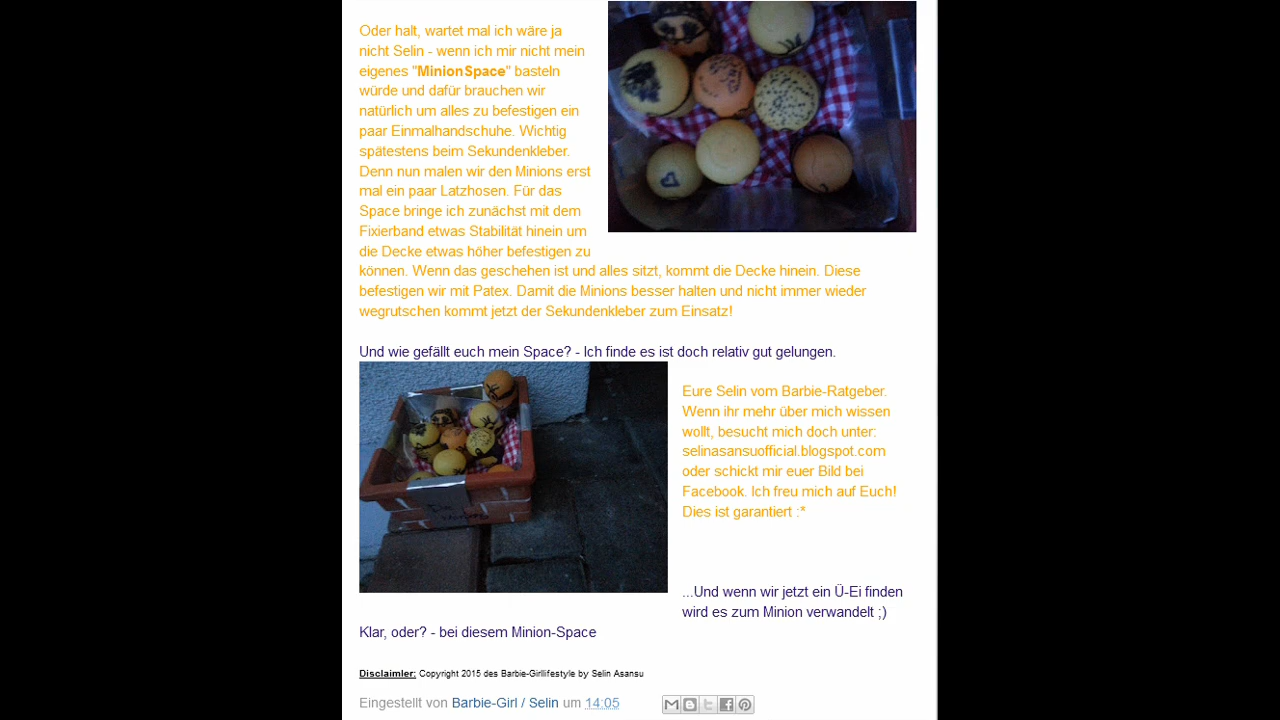 Oder halt, wartet mal ich wäre ja
nicht Selin - wenn ich mir nicht mein
eigenes "MinionSpace" basteln
würde und dafür brauchen wir
natürlich um alles zu befestigen ein
paar Einmalhandschuhe. Wichtig
spätestens beim Sekundenkleber.
Denn nun malen wir den Minions erst
mal ein paar Latzhosen. Für das
Space bringe ich zunächst mit dem
Fixierband etwas Stabilität hinein um
die Decke etwas höher befestigen zu
können. Wenn das geschehen ist und alles sitzt, kommt die Decke hinein. Diese
befestigen wir mit Patex. Damit die Minions besser halten und nicht immer wieder
wegrutschen kommt jetzt der Sekundenkleber zum Einsatz!
Und wie gefällt euch mein Space? - Ich finde es ist doch relativ gut gelungen.
Eure Selin vom Barbie-Ratgeber.
Wenn ihr mehr über mich wissen
wollt, besucht mich doch unter:
selinasansuofficial.blogspot.com
oder schickt mir euer Bild bei
Facebook. Ich freu mich auf Euch!
Dies ist garantiert :*
...Und wenn wir jetzt ein Ü-Ei finden
wird es zum Minion verwandelt ;)
Klar, oder? - bei diesem Minion-Space
Disclaimler: Copyright 2015 des Barbie-Girllifestyle by Selin Asansu
Eingestellt von Barbie-Girl / Selin um 14:05